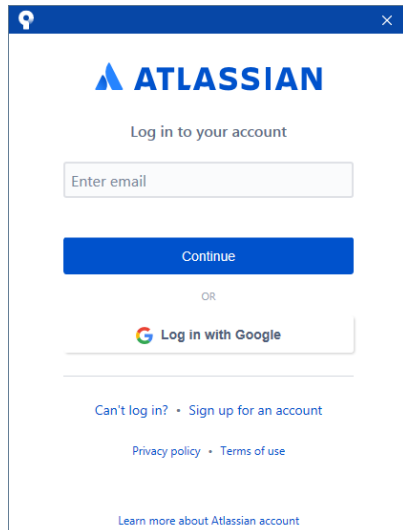 ATLASSIAN
Log in to your account
Enter email
Continue
OR
Log in with Google
Can't log in? • Sign up for an account
Privacy policy • Terms of use
Learn more about Atlassian account